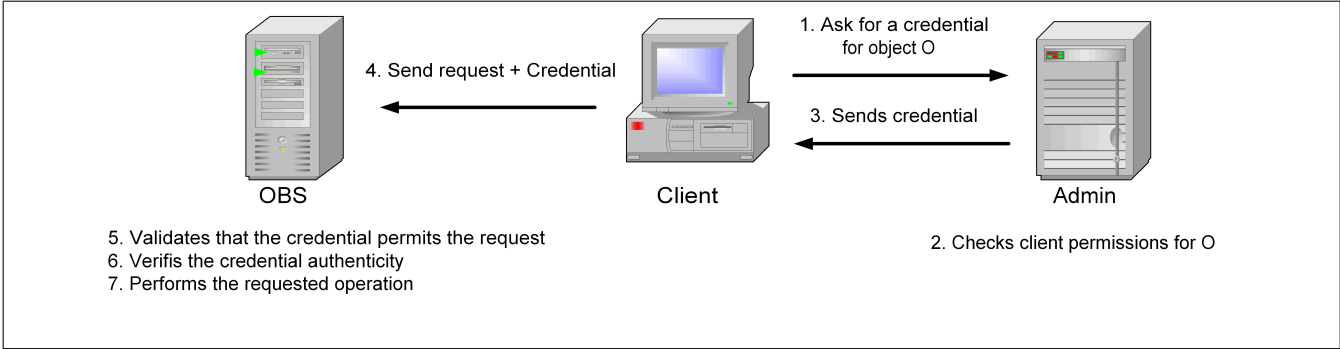 1. Ask for a credential
for object O
4. Send request + Credential
3. Sends credential
OBS
Client
Admin
5. Validates that the credential permits the request
6. Verifis the credential authenticity
7. Performs the requested operation
2. Checks client permissions for O